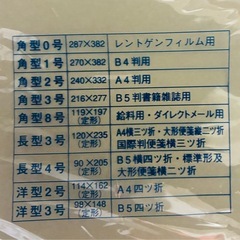 角型0号 287×382 レントゲンフィルム用
角型1号 270×382 B4判用
角型2号 240×332 A4判用
角型3号 216×277 B5判書籍雑誌用
角型8号 119×197 (定形) 給料用・ダイレクトメール用
長型3号 120×235 (定形) A4横三ツ折・大形便箋縦二ツ折
国際判便箋横三ツ折
長型4号 90×205 (定形) B5横四ツ折・標準形及
大形便箋横三ツ折
洋型2号 114×162 (定形) A4四ツ折
洋型3号 98×148 (定形) B5四ツ折